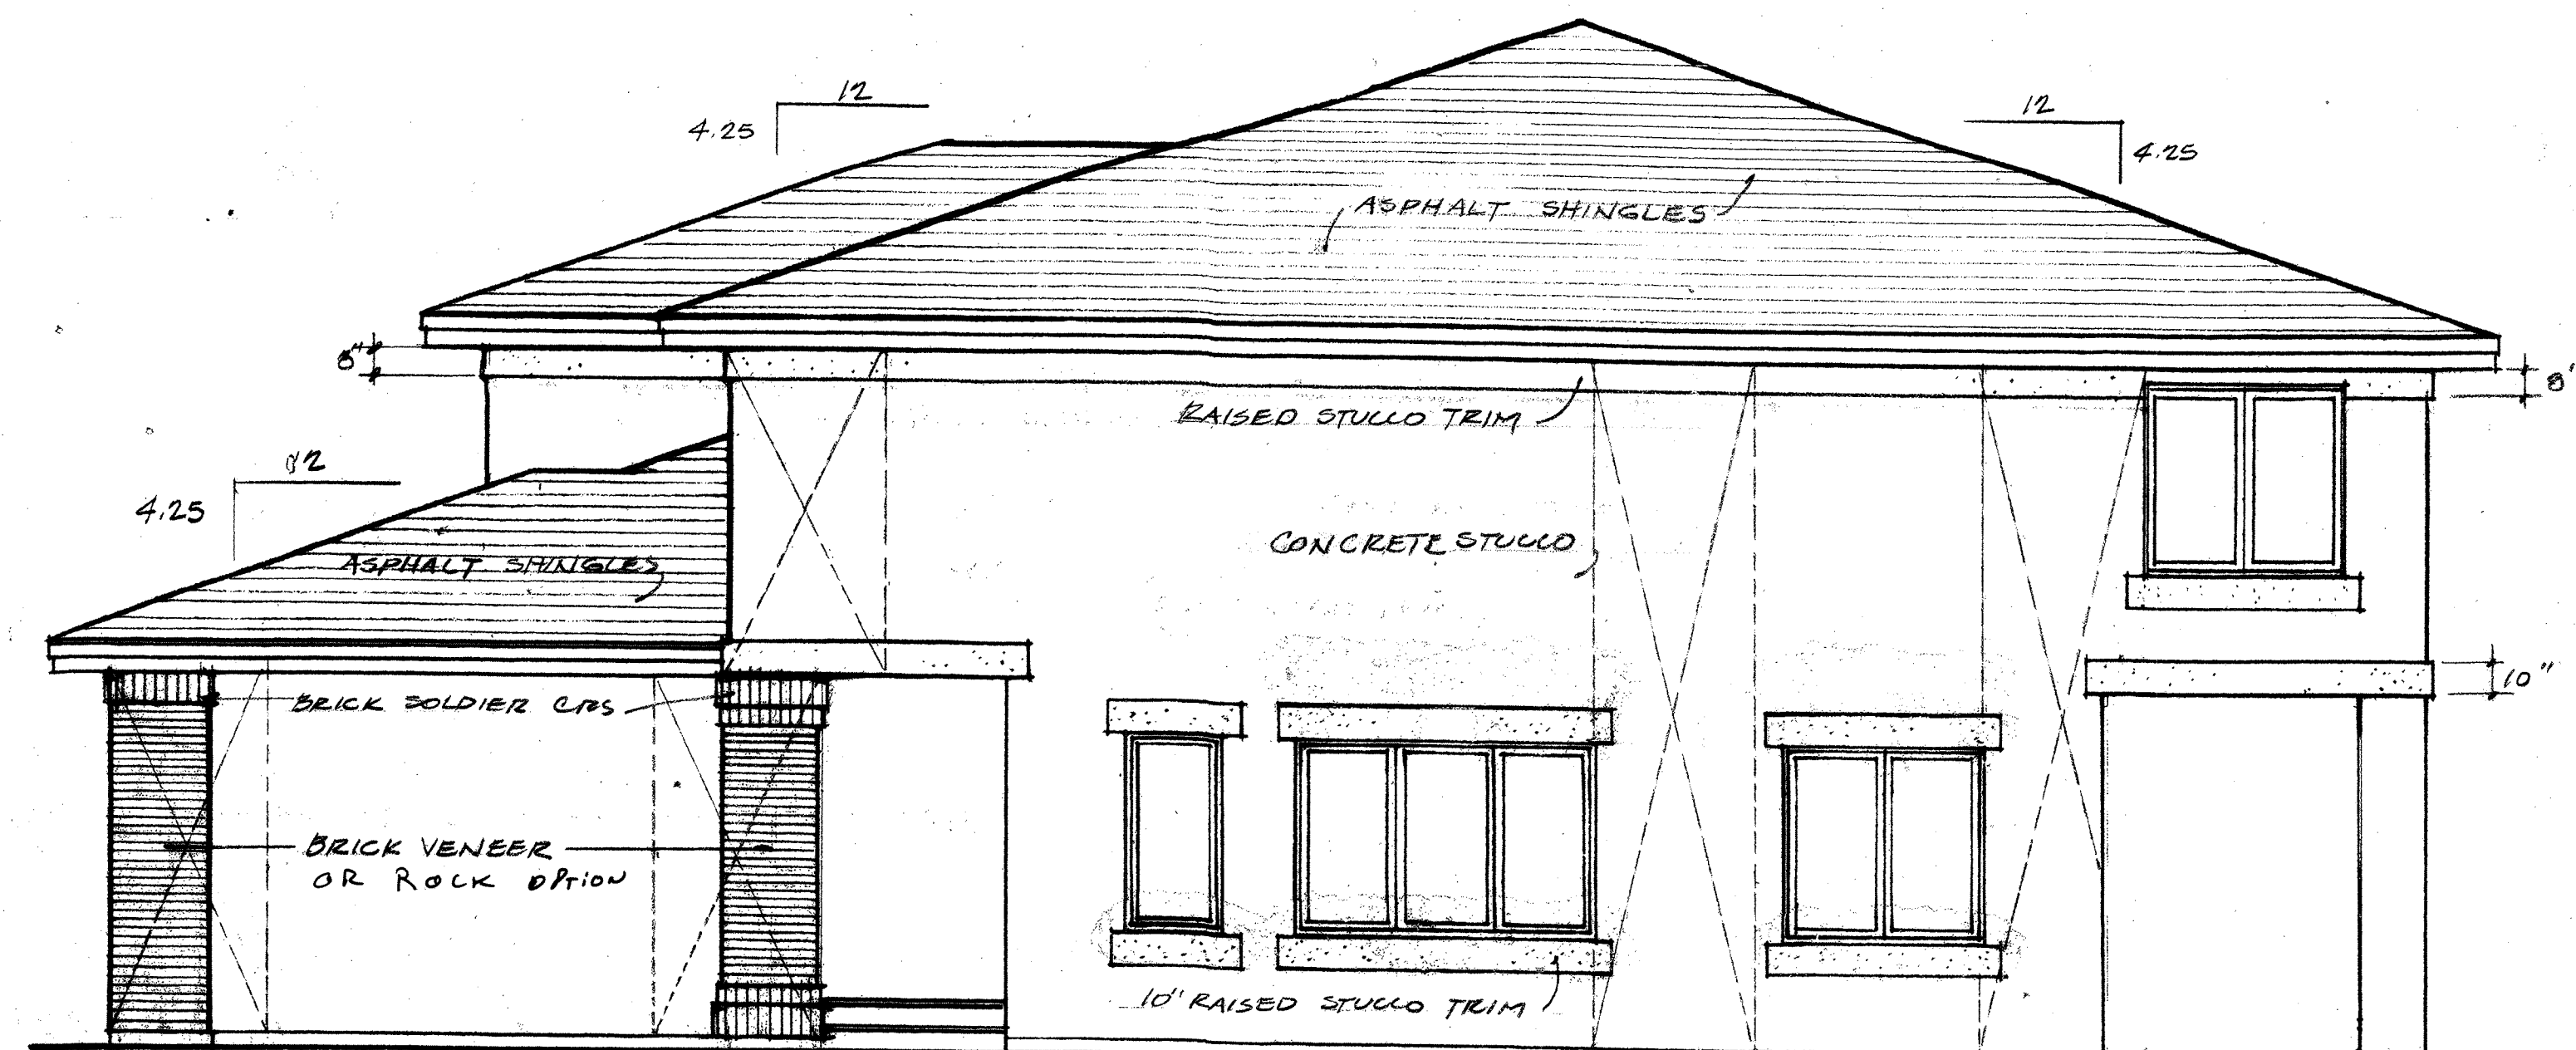 12
4.25
12
4.25
ASPHALT SHINGLES
8"
8"
RAISED STUCCO TRIM
12
4.25
CONCRETE STUCCO
ASPHALT SHINGLES
10"
BRICK SOLDIER CRS
BRICK VENEER
OR ROCK OPTION
10" RAISED STUCCO TRIM